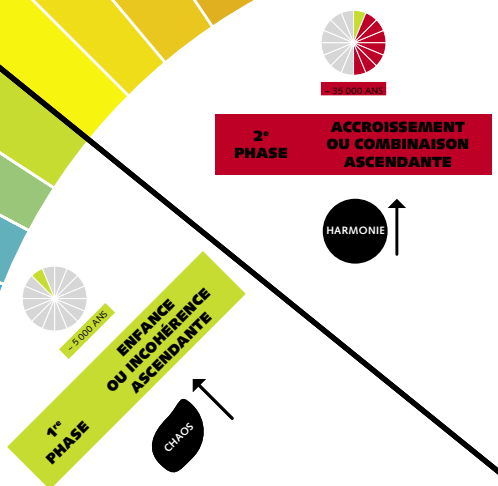 ~ 35 000 ANS
2e
PHASE
ACCROISSEMENT
OU COMBINAISON
ASCENDANTE
HARMONIE
~ 5 000 ANS
1re
PHASE
ENFANCE
OU INCOHÉRENCE
ASCENDANTE
CHAOS